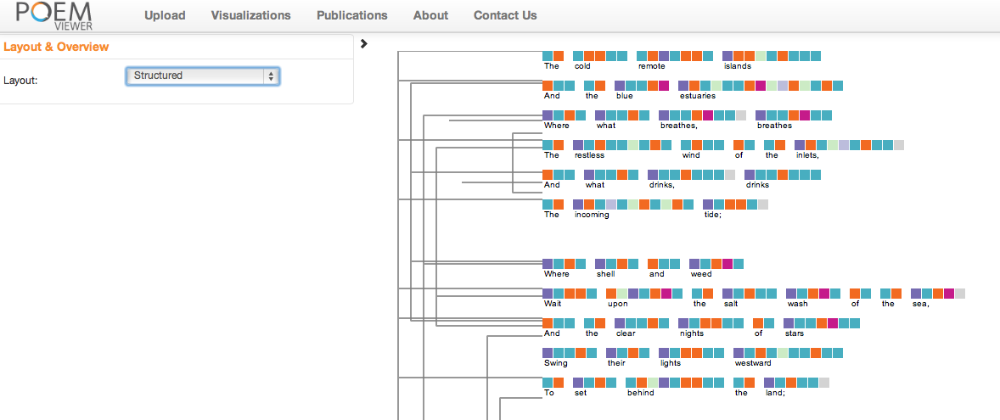 POEM
VIEWER
Upload Visualizations Publications About Contact Us
Layout & Overview
Layout: Structured
The cold remote islands
And the blue estuaries
Where what breathes, breathes
The restless wind of the inlets,
And what drinks, drinks
The incoming tide;
Where shell and weed
Wait upon the salt wash of the sea,
And the clear nights of stars
Swing their lights westward
To set behind the land;